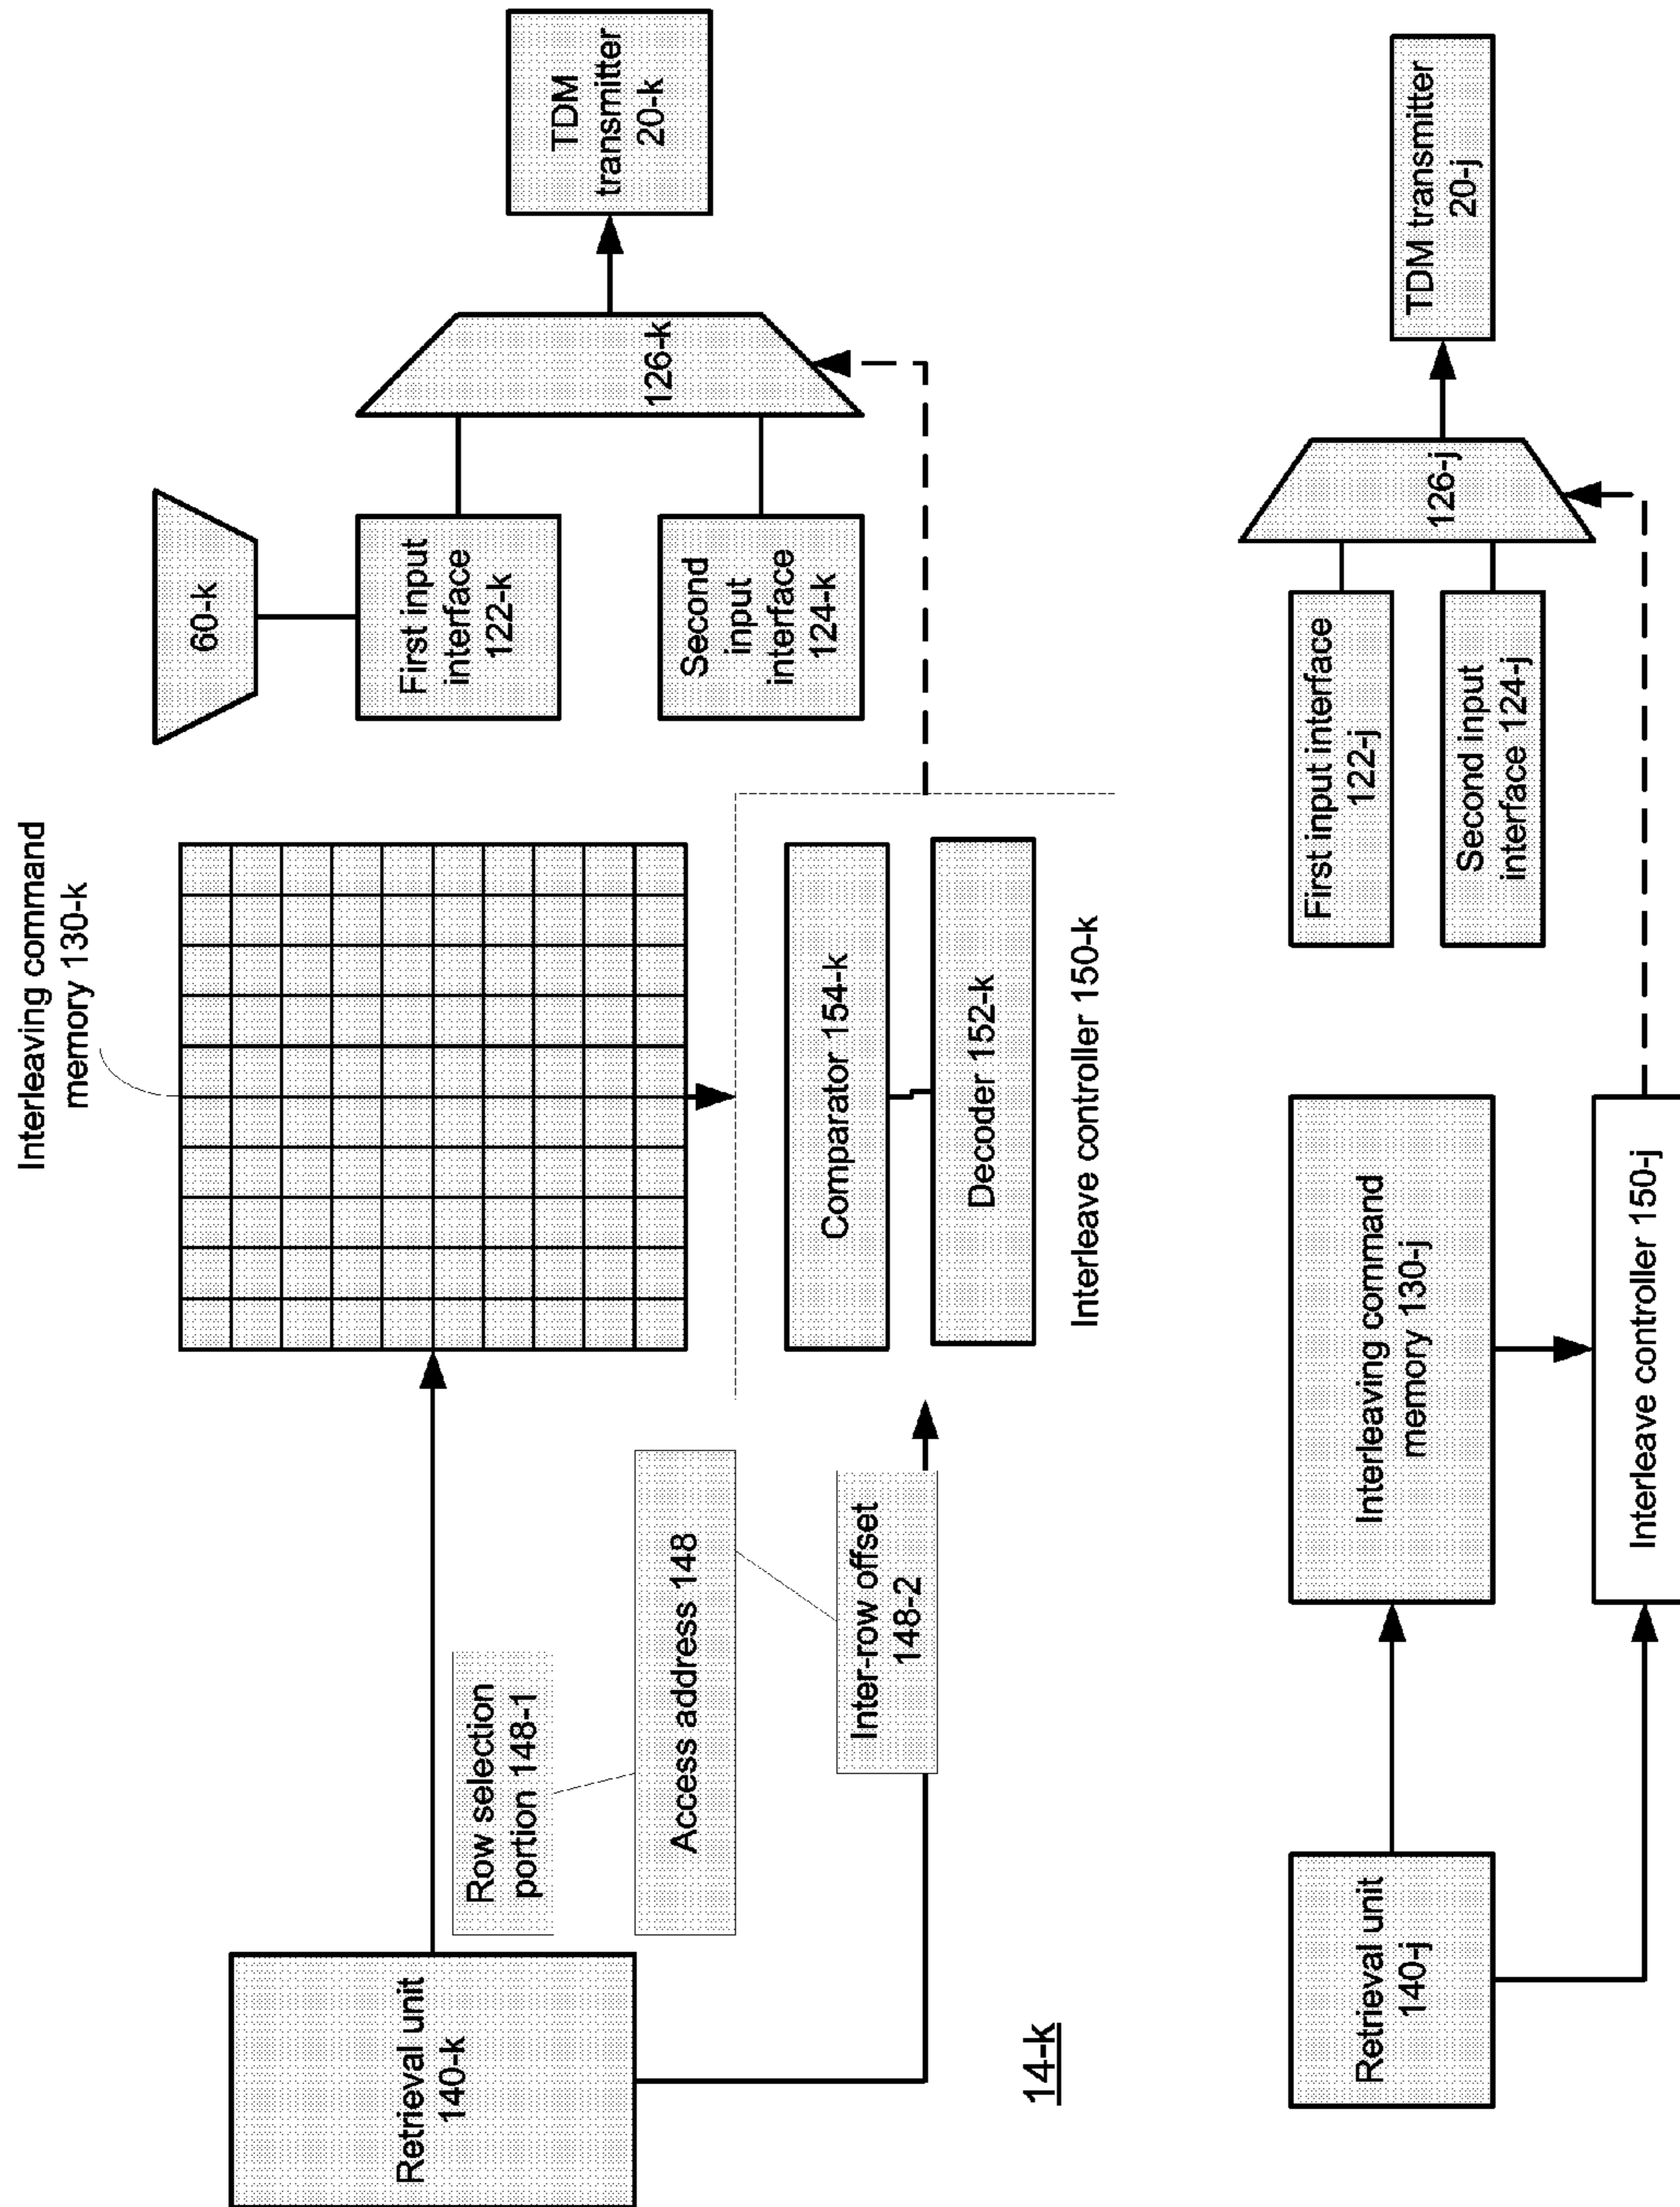 Interleaving command
memory 130-k
Retrieval unit
140-k
Row selection
portion 148-1
Access address 148
Inter-row offset
148-2
Comparator 154-k
Decoder 152-k
Interleave controller 150-k
60-k
First input
interface
122-k
Second
input
interface
124-k
126-k
TDM
transmitter
20-k
14-k
Retrieval unit
140-j
Interleaving command
memory 130-j
Interleave controller 150-j
First input interface
122-j
Second input
interface 124-j
126-j
TDM transmitter
20-j